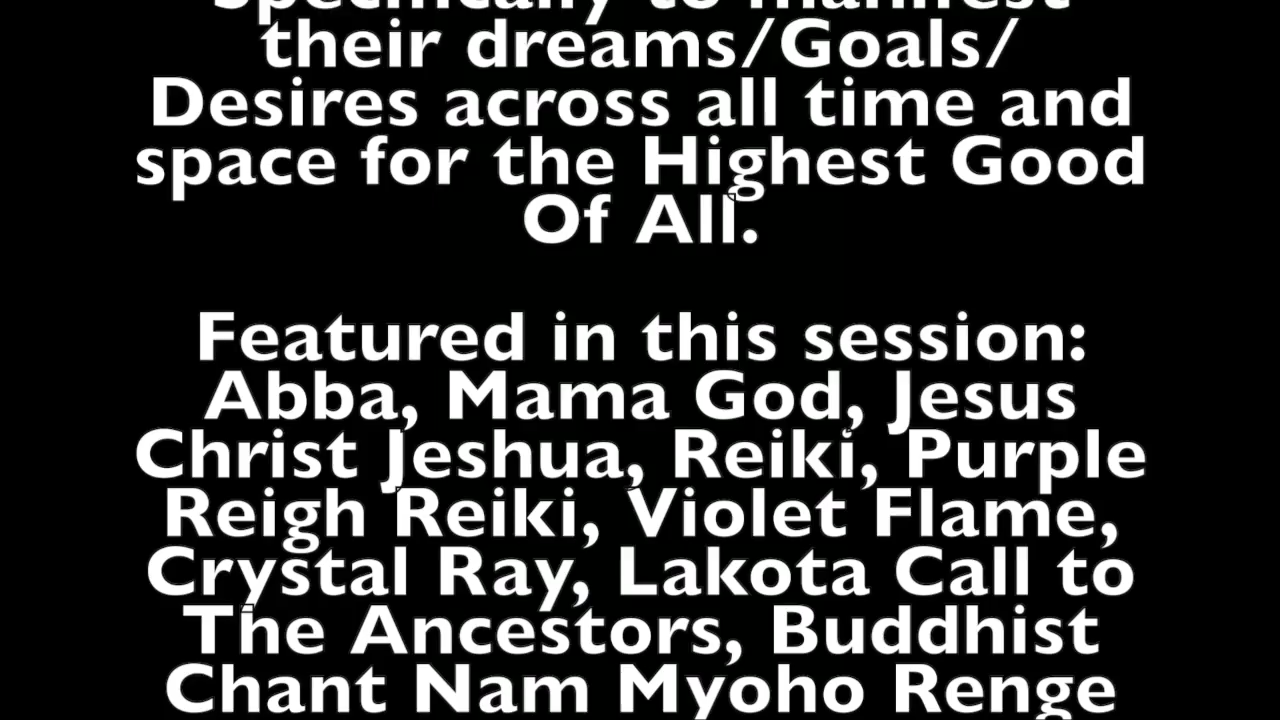 Specifically to manifest
their dreams/Goals/
Desires across all time and
space for the Highest Good
Of All.
Featured in this session:
Abba, Mama God, Jesus
Christ Jeshua, Reiki, Purple
Reigh Reiki, Violet Flame,
Crystal Ray, Lakota Call to
The Ancestors, Buddhist
Chant Nam Myoho Renge